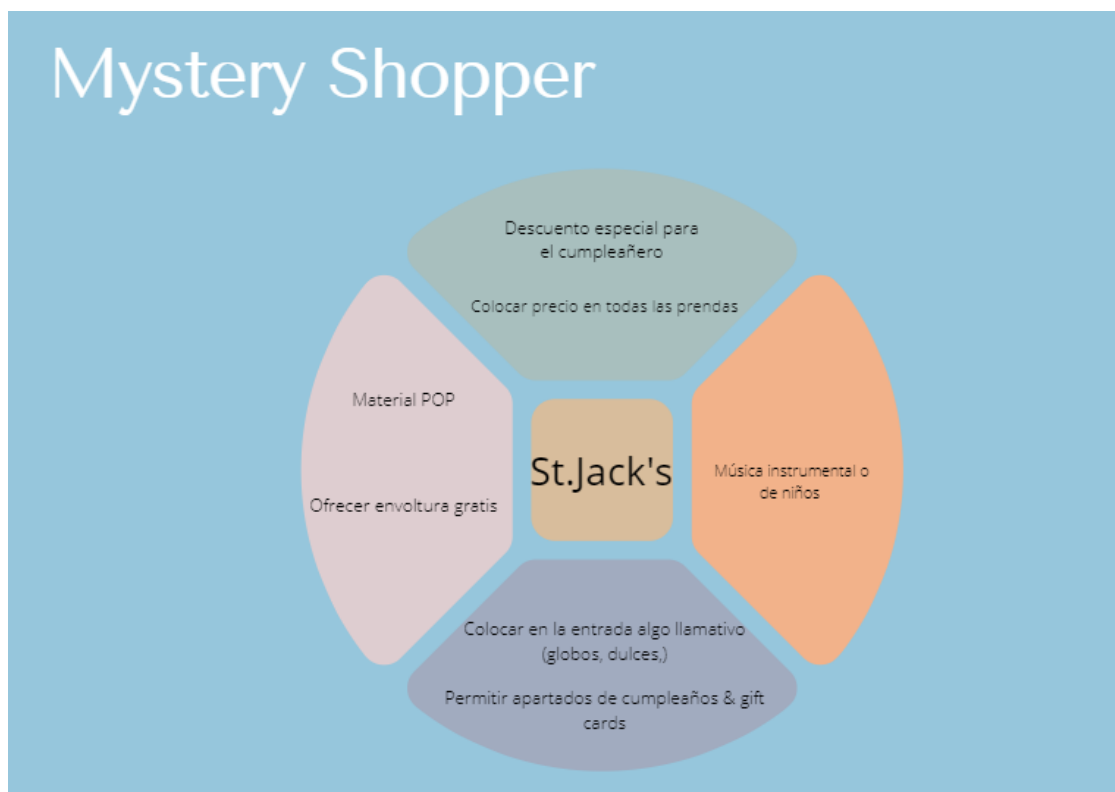 Mystery Shopper
Descuento especial para
el cumpleañero
Colocar precio en todas las prendas
Material POP
Ofrecer envoltura gratis
St.Jack's
Música instrumental o
de niños
Colocar en la entrada algo llamativo
(globos, dulces,)
Permitir apartados de cumpleaños & gift
cards